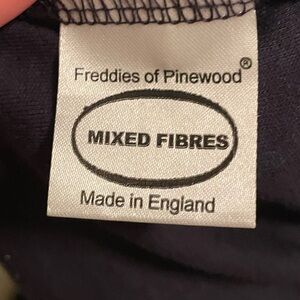 Freddies of Pinewood®
MIXED FIBRES
Made in England